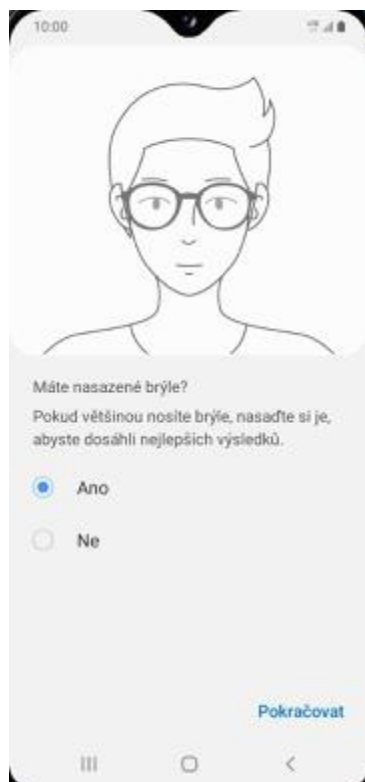 10:00
Máte nasazené brýle?
Pokud většinou nosíte brýle, nasaďte si je,
abyste dosáhli nejlepších výsledků.
Ano
Ne
Pokračovat